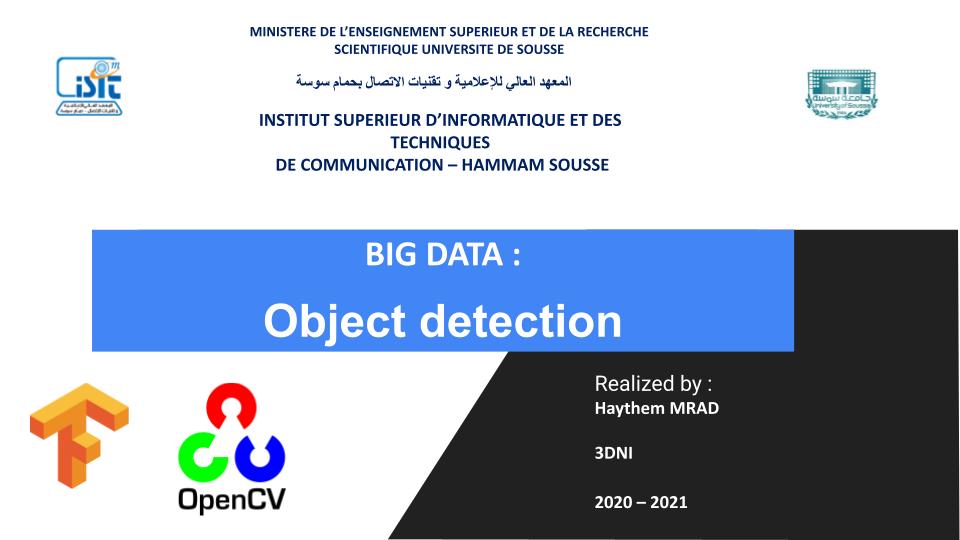 MINISTERE DE L’ENSEIGNEMENT SUPERIEUR ET DE LA RECHERCHE
SCIENTIFIQUE UNIVERSITE DE SOUSSE
المعهد العالي للإعلامية و تقنيات الاتصال بحمام سوسة
isit
com
جامعة سوسة
University of Sousse
INSTITUT SUPERIEUR D’INFORMATIQUE ET DES
TECHNIQUES
DE COMMUNICATION – HAMMAM SOUSSE
BIG DATA :
Object detection
Realized by :
Haythem MRAD
3DNI
2020 – 2021
OpenCV